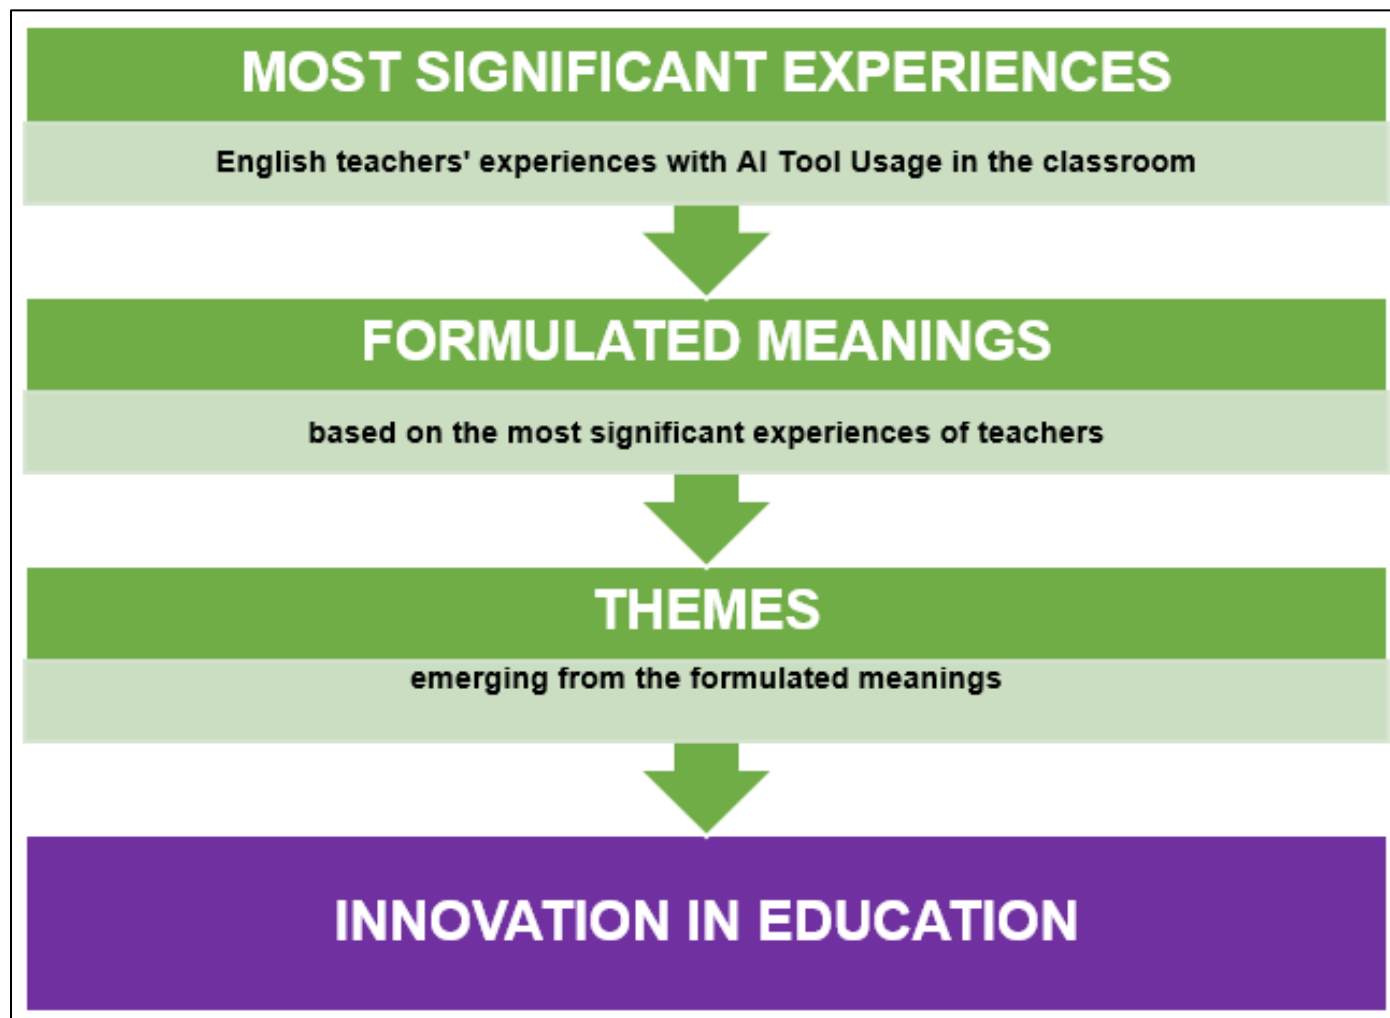 MOST SIGNIFICANT EXPERIENCES
English teachers' experiences with AI Tool Usage in the classroom
FORMULATED MEANINGS
based on the most significant experiences of teachers
THEMES
emerging from the formulated meanings
INNOVATION IN EDUCATION